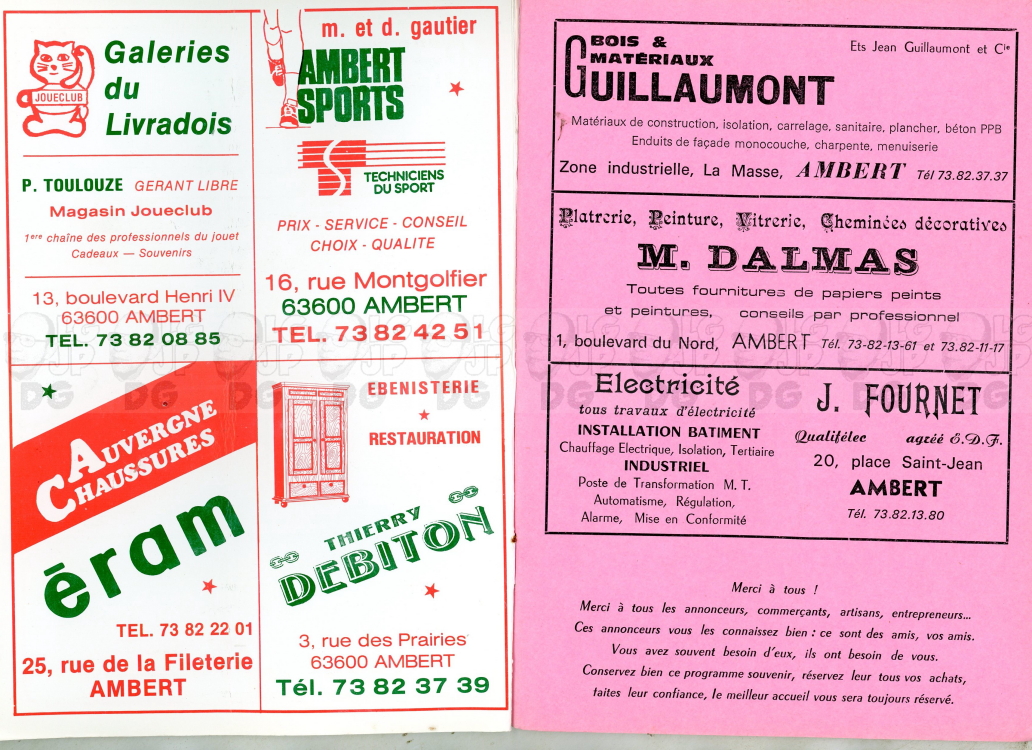 JOUECLUB
Galeries
du
Livradois
P. TOULOUZE GERANT LIBRE
Magasin Joueclub
1ere chaîne des professionnels du jouet
Cadeaux — Souvenirs
13, boulevard Henri IV
63600 AMBERT
TEL. 73 82 08 85
m. et d. gautier
AMBERT
SPORTS
TECHNICIENS
DU SPORT
PRIX - SERVICE - CONSEIL
CHOIX - QUALITE
16, rue Montgolfier
63600 AMBERT
TEL. 73 82 42 51
AUVERGNE
CHAUSSURES
éram
TEL. 73 82 22 01
25, rue de la Fileterie
AMBERT
EBENISTERIE
RESTAURATION
THIERRY
DEBITON
3, rue des Prairies
63600 AMBERT
Tél. 73 82 37 39
BOIS &
MATÉRIAUX
GUILLAUMONT
Ets Jean Guillaumont et Cie
Matériaux de construction, isolation, carrelage, sanitaire, plancher, béton PPB
Enduits de façade monocouche, charpente, menuiserie
Zone industrielle, La Masse, AMBERT Tél 73.82.37.37
Platrerie, Peinture, Vitrerie, Cheminées décoratives
M. DALMAS
Toutes fournitures de papiers peints
et peintures, conseils par professionnel
1, boulevard du Nord, AMBERT Tél. 73-82-13-61 et 73.82-11-17
Electricité
tous travaux d'électricité
INSTALLATION BATIMENT
Chauffage Electrique, Isolation, Tertiaire
INDUSTRIEL
Poste de Transformation M. T.
Automatisme, Régulation,
Alarme, Mise en Conformité
J. FOURNET
Qualifélec agréé E.D.F.
20, place Saint-Jean
AMBERT
Tél. 73.82.13.80
Merci à tous !
Merci à tous les annonceurs, commerçants, artisans, entrepreneurs...
Ces annonceurs vous les connaissez bien : ce sont des amis, vos amis.
Vous avez souvent besoin d'eux, ils ont besoin de vous.
Conservez bien ce programme souvenir, réservez leur tous vos achats,
faites leur confiance, le meilleur accueil vous sera toujours réservé.